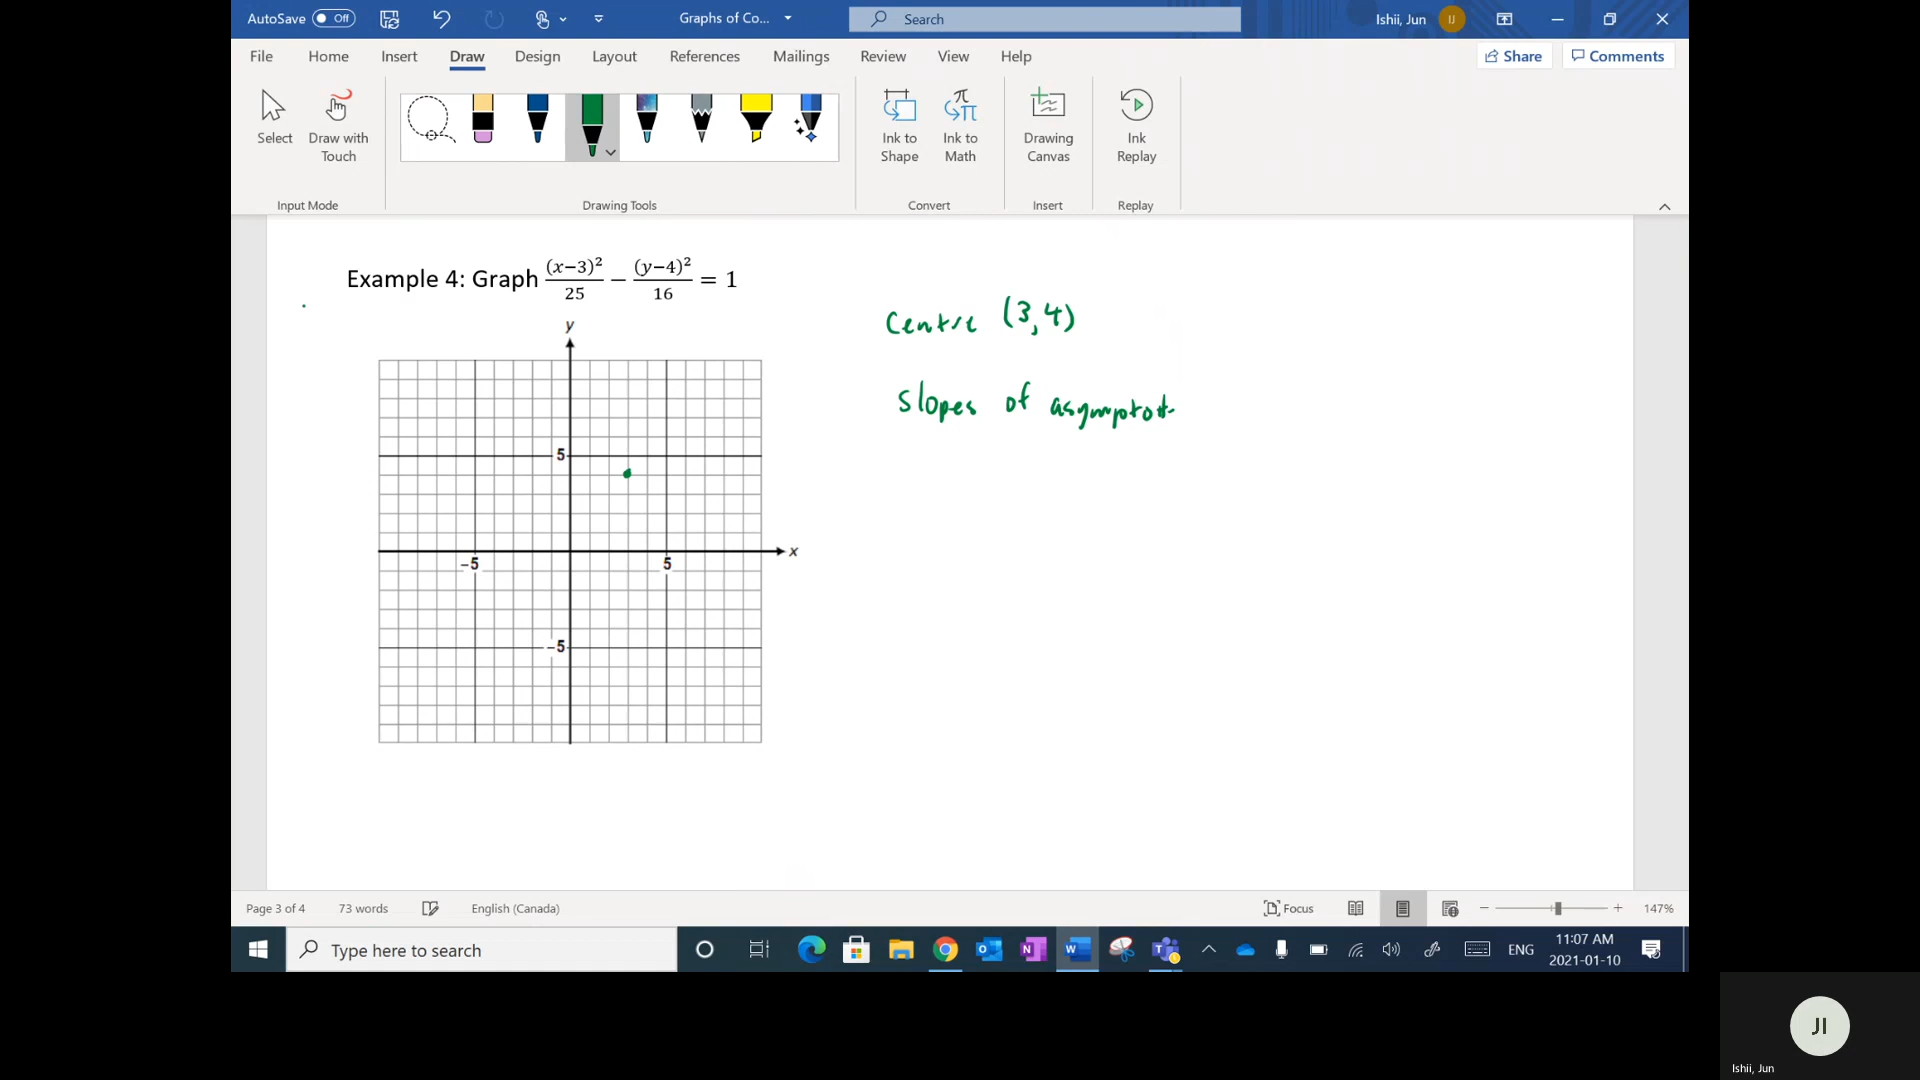 AutoSave Off Graphs of Co... Search Ishii, Jun IJ
File Home Insert Draw Design Layout References Mailings Review View Help Share Comments
Select Draw with Touch Ink to Shape Ink to Math Drawing Canvas Ink Replay
Input Mode Drawing Tools Convert Insert Replay
Example 4: Graph (x−3)²/25 − (y−4)²/16 = 1
Centre (3,4)
Slopes of asymptot
y
5
−5 5 x
−5
Page 3 of 4 73 words English (Canada) Focus 147%
Type here to search ENG 11:07 AM
2021-01-10
JI
Ishii, Jun